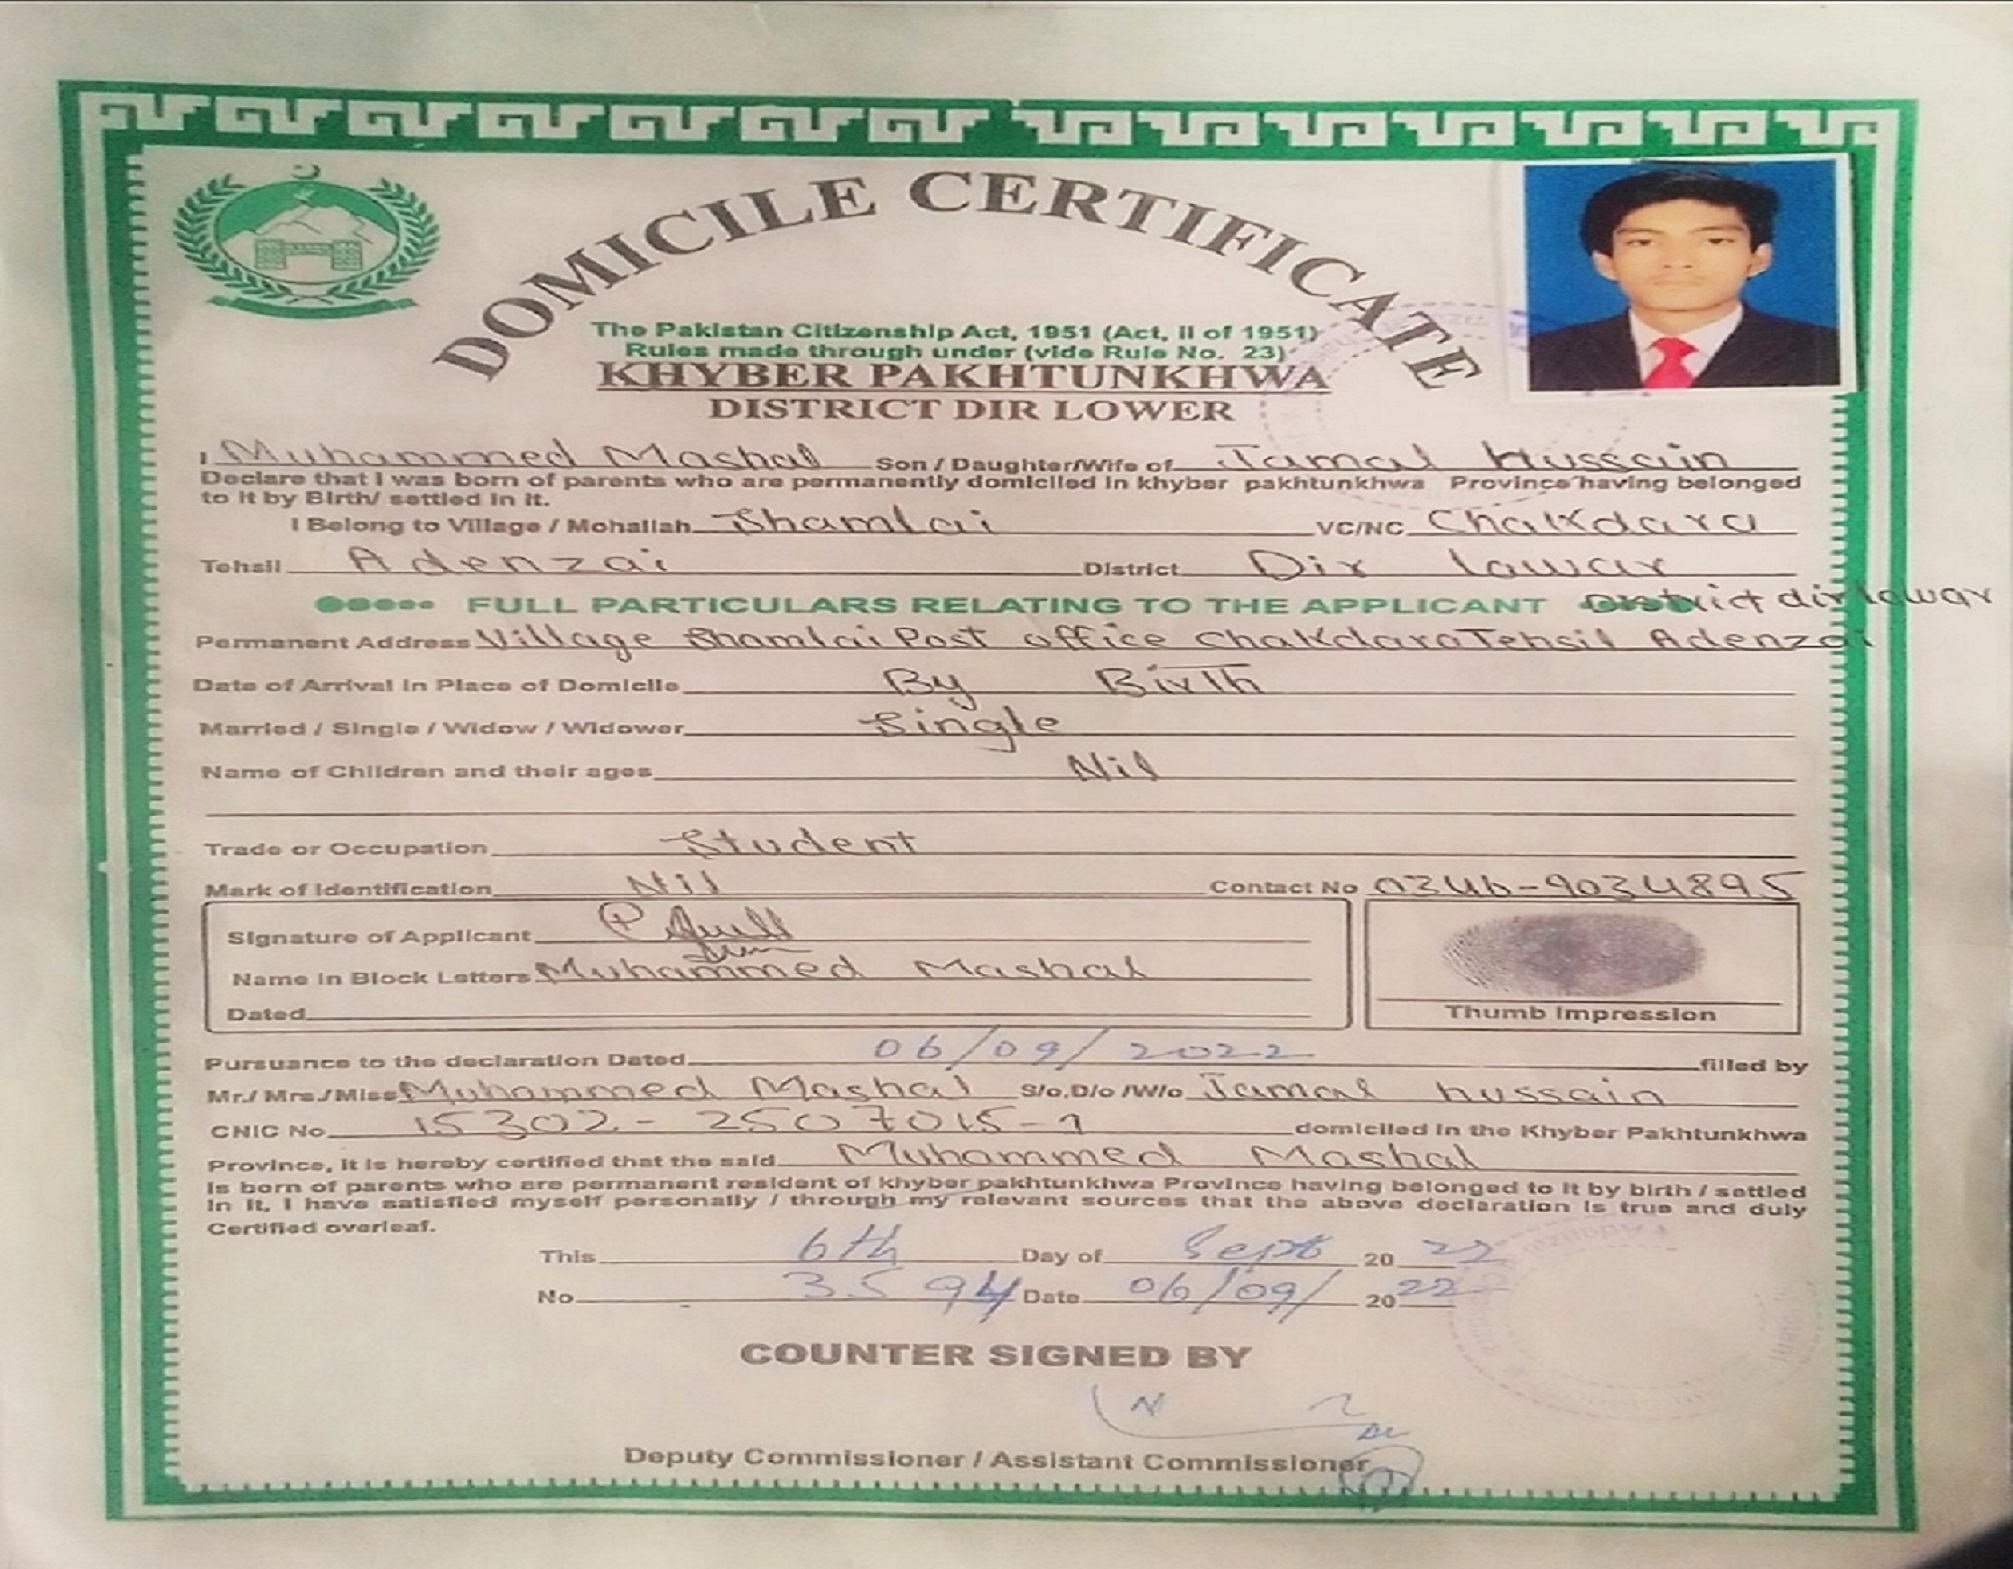 DOMICILE CERTIFICATE
The Pakistan Citizenship Act, 1951 (Act, II of 1951)
Rules made through under (vide Rule No. 23)
KHYBER PAKHTUNKHWA
DISTRICT DIR LOWER
I Muhammed Mashal Son / Daughter/Wife of Jamal Hussain
Declare that I was born of parents who are permanently domiciled in khyber pakhtunkhwa Province having belonged
to it by Birth/ settled in it.
I Belong to Village / Mohallah Shamlai VC/NC Chakdara
Tehsil Adenzai District Dir lawar
FULL PARTICULARS RELATING TO THE APPLICANT District dir lawar
Permanent Address Village Shamlai Post office Chakdara Tehsil Adenzai
Date of Arrival in Place of Domicile By Birth
Married / Single / Widow / Widower Single
Name of Children and their ages Nil
Trade or Occupation Student
Mark of Identification Nil Contact No 0346-9034895
Signature of Applicant
Name in Block Letters Muhammed Mashal
Dated
Thumb Impression
Pursuance to the declaration Dated 06/09/2022 filled by
Mr./ Mrs./Miss Muhammed Mashal S/o,D/o /W/o Jamal hussain
CNIC No. 15302-2507015-1 domiciled in the Khyber Pakhtunkhwa
Province, it is hereby certified that the said Muhammed Mashal
is born of parents who are permanent resident of khyber pakhtunkhwa Province having belonged to it by birth / settled
in it, I have satisfied myself personally / through my relevant sources that the above declaration is true and duly
Certified overleaf.
This 6th Day of Sept 20 22
No 3594 Date 06/09/ 2022
COUNTER SIGNED BY
Deputy Commissioner / Assistant Commissioner